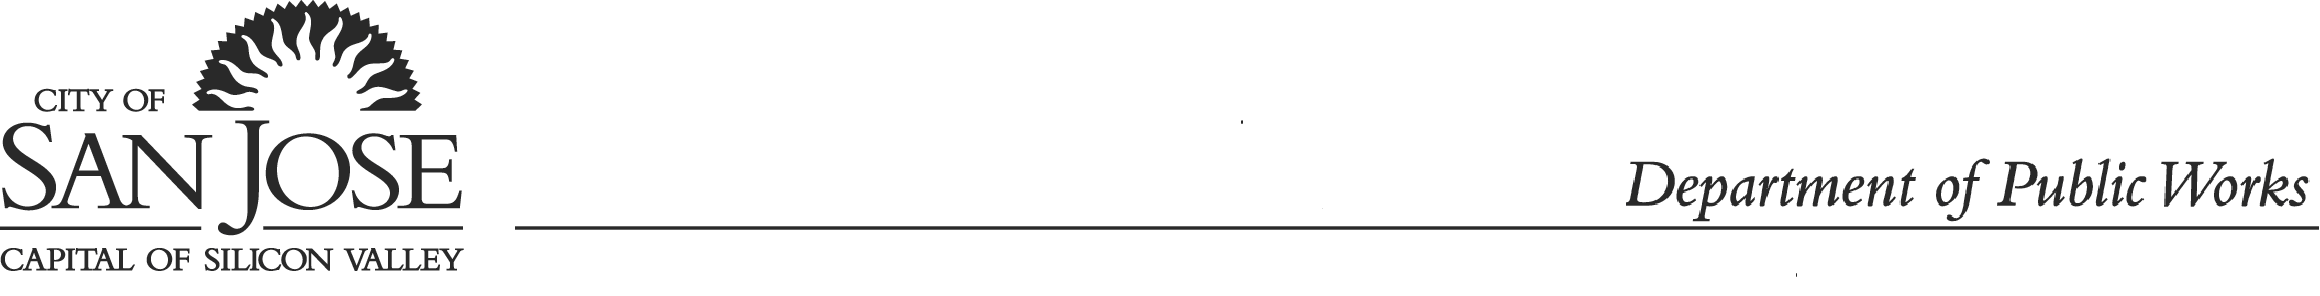 CITY OF
SAN JOSE
CAPITAL OF SILICON VALLEY
Department of Public Works